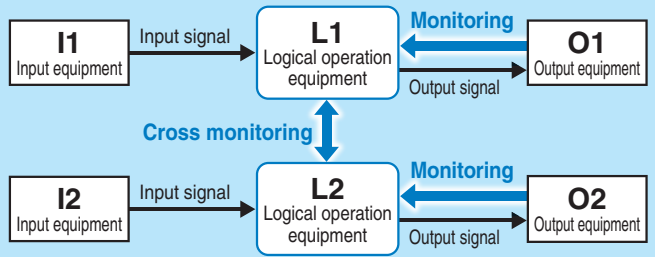 I1
Input equipment
Input signal
L1
Logical operation
equipment
Monitoring
Output signal
O1
Output equipment
Cross monitoring
I2
Input equipment
Input signal
L2
Logical operation
equipment
Monitoring
Output signal
O2
Output equipment